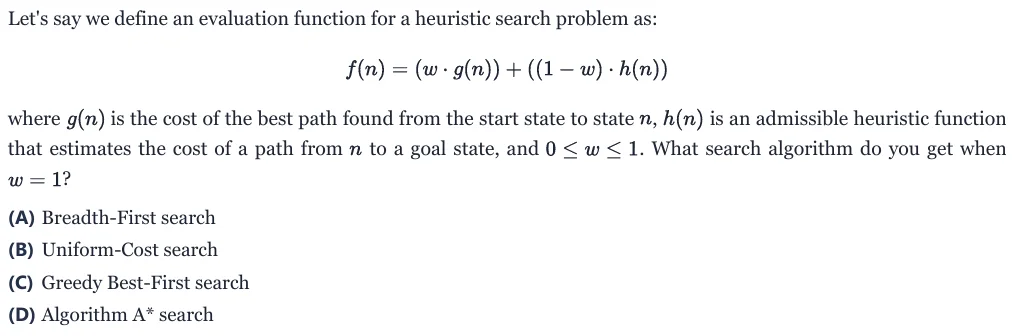 Let's say we define an evaluation function for a heuristic search problem as:
f(n) = (w · g(n)) + ((1 − w) · h(n))
where g(n) is the cost of the best path found from the start state to state n, h(n) is an admissible heuristic function
that estimates the cost of a path from n to a goal state, and 0 ≤ w ≤ 1. What search algorithm do you get when
w = 1?
(A) Breadth-First search
(B) Uniform-Cost search
(C) Greedy Best-First search
(D) Algorithm A* search